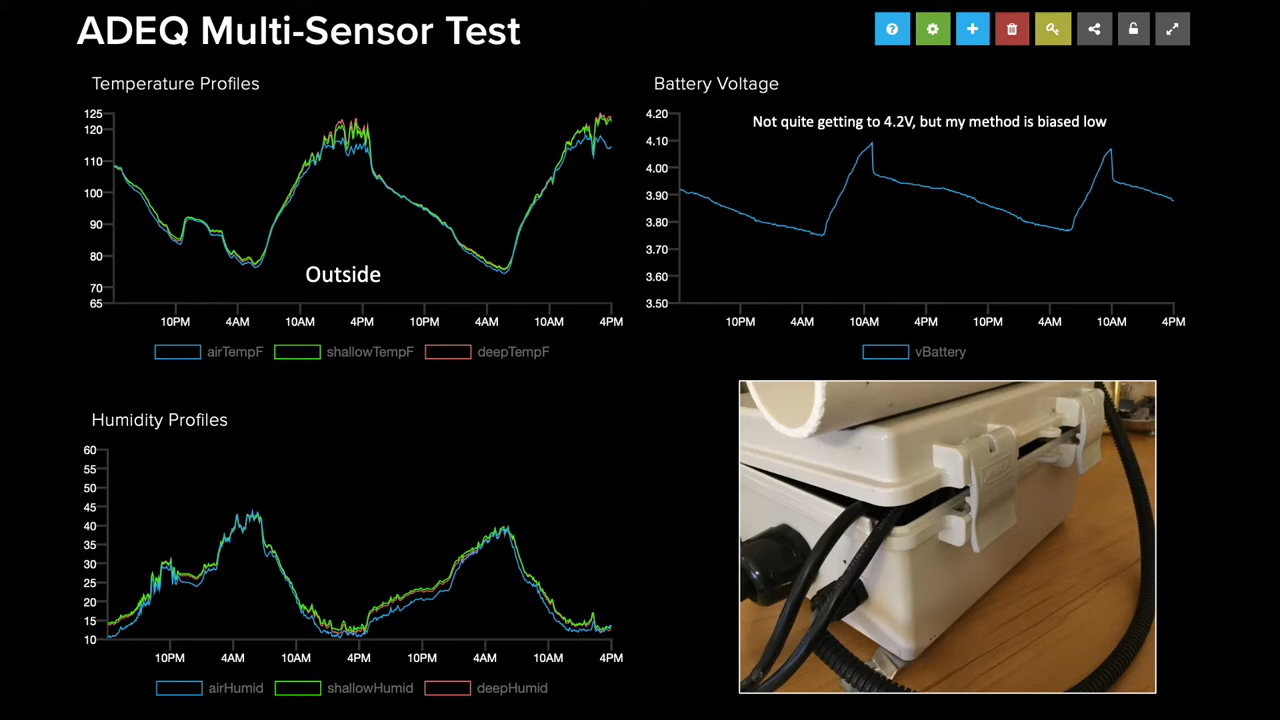 ADEQ Multi-Sensor Test
Temperature Profiles
125
120
110
100
90
80
70
65
Outside
10PM 4AM 10AM 4PM 10PM 4AM 10AM 4PM
airTempF shallowTempF deepTempF
Battery Voltage
Not quite getting to 4.2V, but my method is biased low
4.20
4.10
4.00
3.90
3.80
3.70
3.60
3.50
10PM 4AM 10AM 4PM 10PM 4AM 10AM 4PM
vBattery
Humidity Profiles
60
55
50
45
40
35
30
25
20
15
10
10PM 4AM 10AM 4PM 10PM 4AM 10AM 4PM
airHumid shallowHumid deepHumid